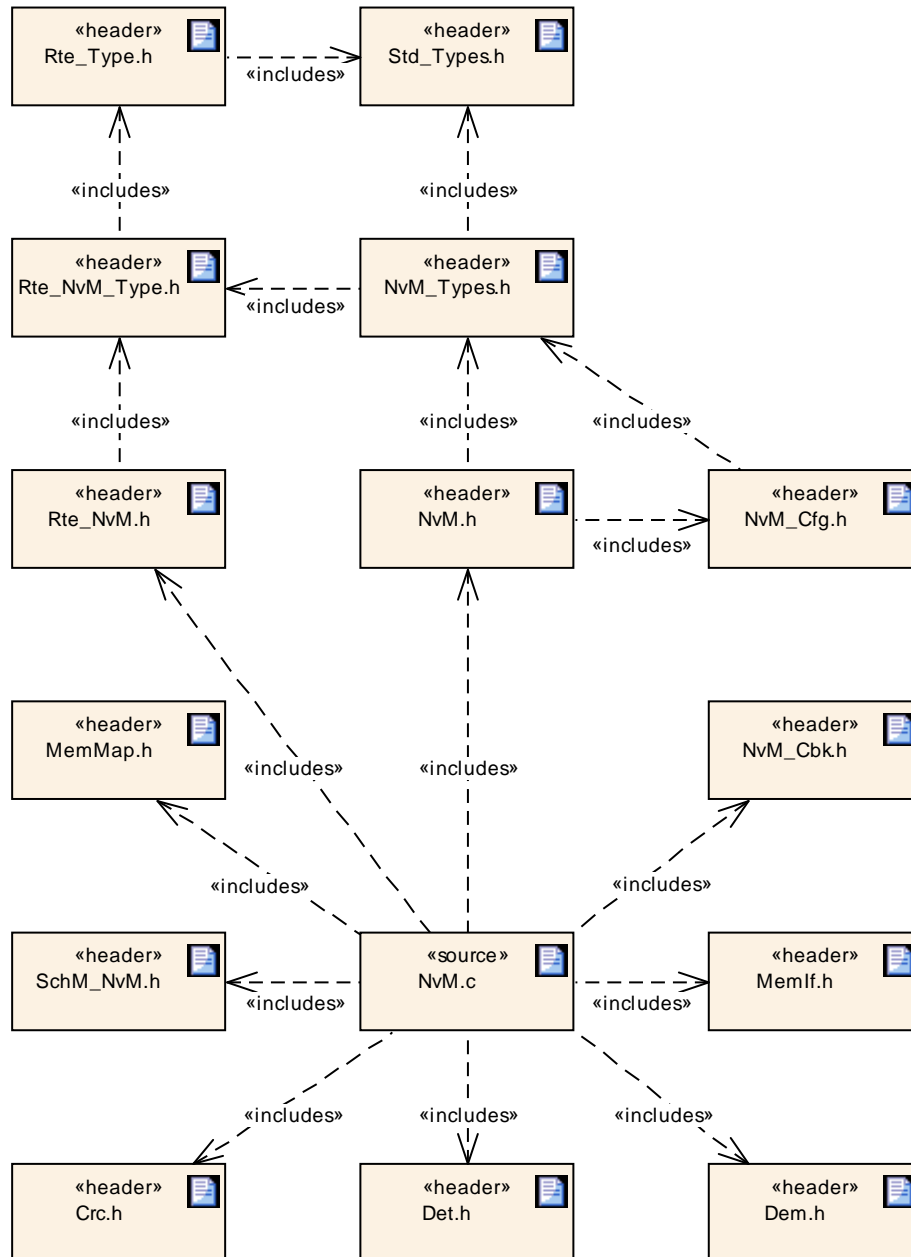 «header»
Rte_Type.h
«header»
Std_Types.h
«includes»
«includes»
«includes»
«header»
Rte_NvM_Type.h
«header»
NvM_Types.h
«includes»
«includes»
«includes»
«includes»
«header»
Rte_NvM.h
«header»
NvM.h
«header»
NvM_Cfg.h
«includes»
«header»
MemMap.h
«header»
NvM_Cbk.h
«includes»
«includes»
«includes»
«includes»
«header»
SchM_NvM.h
«source»
NvM.c
«header»
MemIf.h
«includes»
«includes»
«includes»
«includes»
«includes»
«header»
Crc.h
«header»
Det.h
«header»
Dem.h